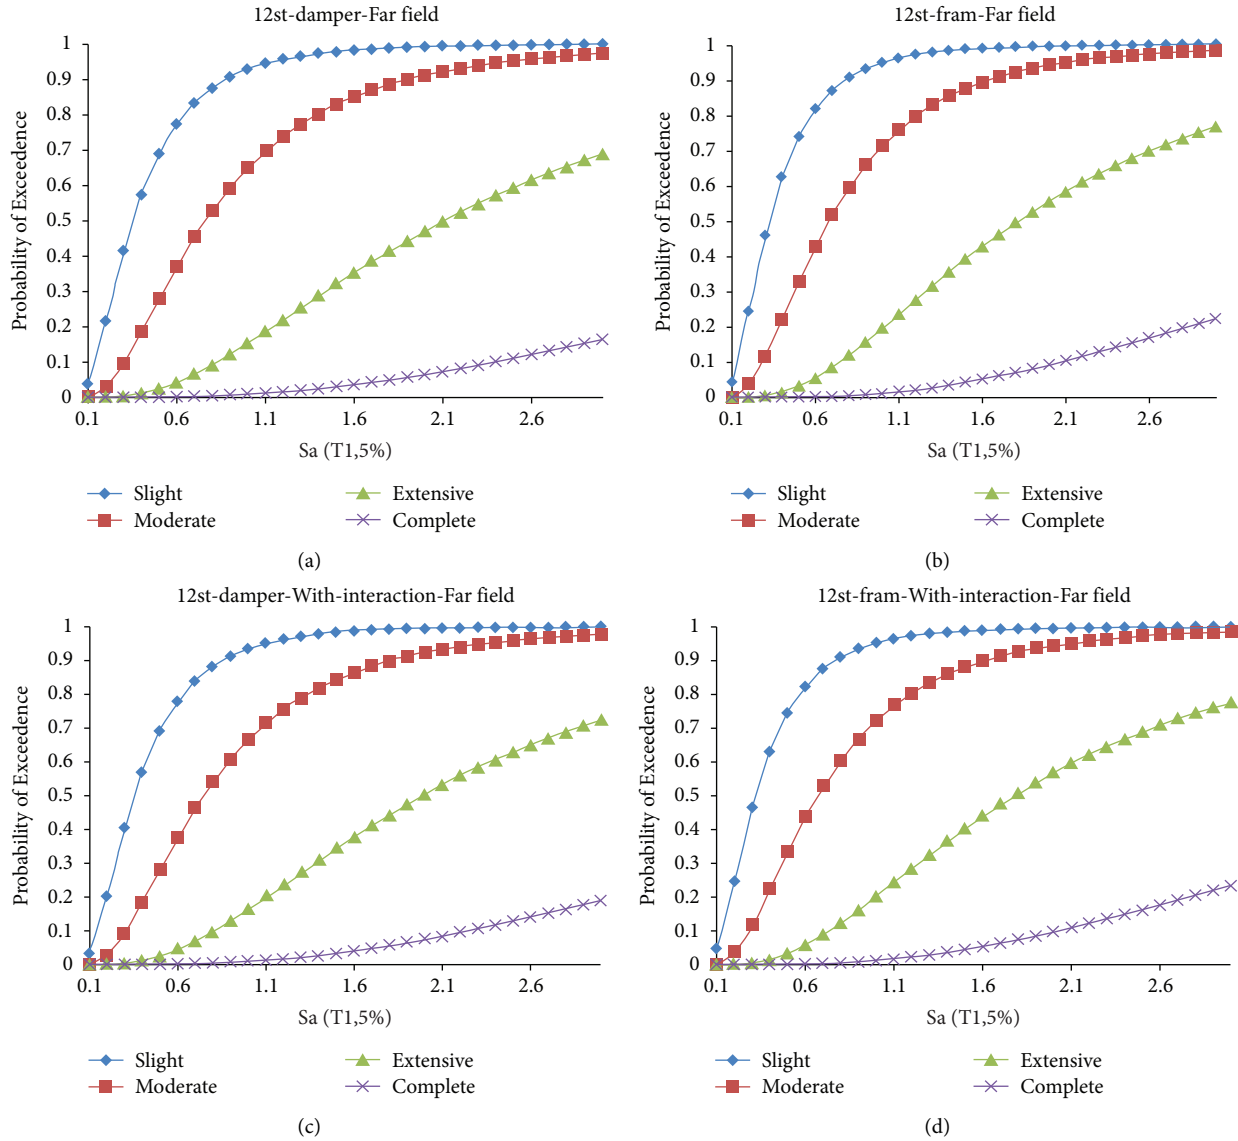 12st-damper-Far field
Probability of Exceedence
1
0.9
0.8
0.7
0.6
0.5
0.4
0.3
0.2
0.1
0
0.1 0.6 1.1 1.6 2.1 2.6
Sa (T1,5%)
Slight Extensive
Moderate Complete
(a)
12st-fram-Far field
Probability of Exceedence
1
0.9
0.8
0.7
0.6
0.5
0.4
0.3
0.2
0.1
0
0.1 0.6 1.1 1.6 2.1 2.6
Sa (T1,5%)
Slight Extensive
Moderate Complete
(b)
12st-damper-With-interaction-Far field
Probability of Exceedence
1
0.9
0.8
0.7
0.6
0.5
0.4
0.3
0.2
0.1
0
0.1 0.6 1.1 1.6 2.1 2.6
Sa (T1,5%)
Slight Extensive
Moderate Complete
(c)
12st-fram-With-interaction-Far field
Probability of Exceedence
1
0.9
0.8
0.7
0.6
0.5
0.4
0.3
0.2
0.1
0
0.1 0.6 1.1 1.6 2.1 2.6
Sa (T1,5%)
Slight Extensive
Moderate Complete
(d)